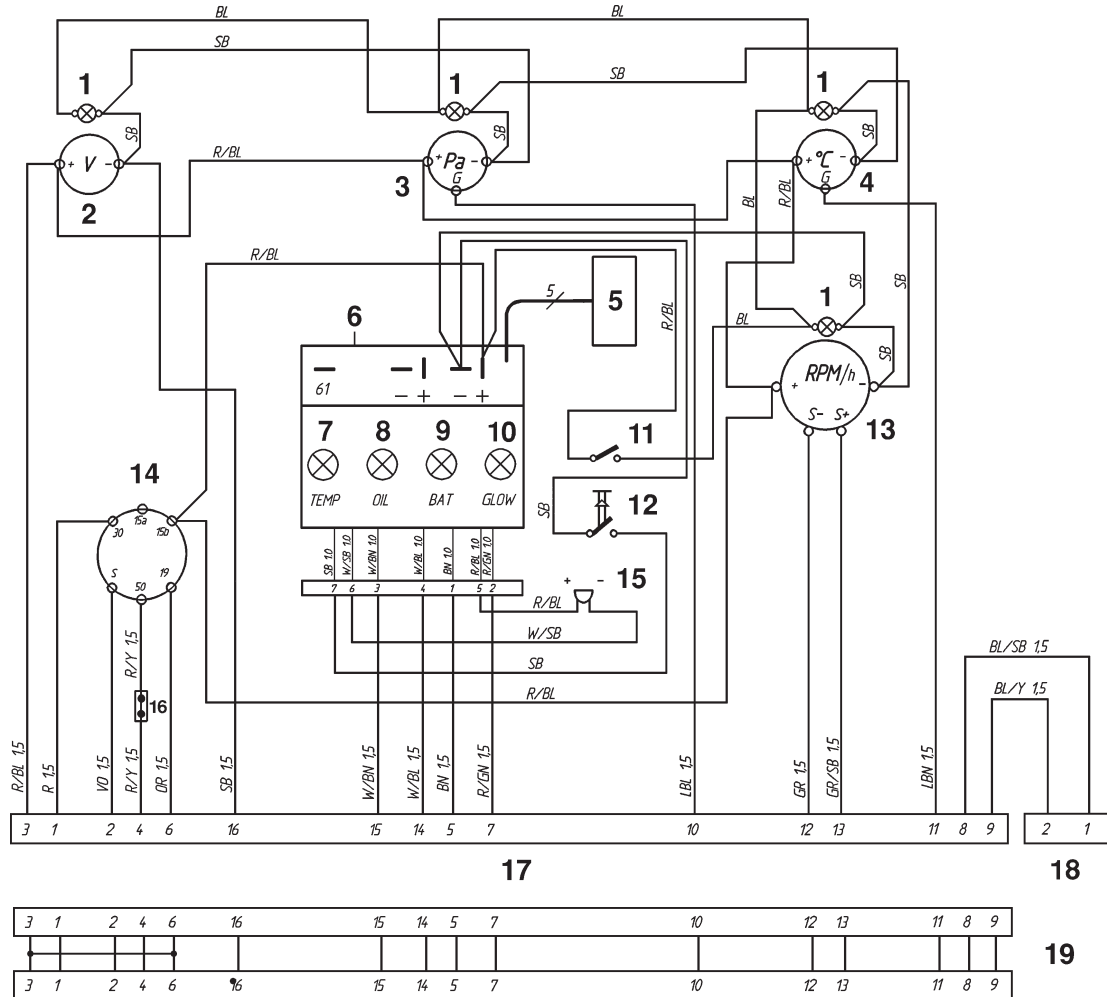 BL
BL
SB
SB
1
1
1
SB
SB
SB
+ V -
R/BL
+ Pa -
G
+ °C -
G
2
3
4
BL
R/BL
LBL
LBN
R/BL
5
5
R/BL
SB
SB
6
1
BL
SB
61
- + - +
RPM/h
+ -
S- S+
7 8 9 10
11
13
TEMP OIL BAT GLOW
14
12
SB
15a
30 15b
S 50 19
SB 1.0
W/SB 1.0
W/BN 1.0
W/BL 1.0
BN 1.0
R/BL 1.0
R/GN 1.0
7 6 3 4 1 5 2
+ -
15
R/BL
W/SB
SB
R/BL
R/Y 1,5
16
BL/SB 1,5
BL/Y 1,5
R/BL 1,5
R 1,5
VO 1,5
R/Y 1,5
OR 1,5
SB 1,5
W/BN 1,5
W/BL 1,5
BN 1,5
R/GN 1,5
LBL 1,5
GR 1,5
GR/SB 1,5
LBN 1,5
3 1 2 4 6 16 15 14 5 7 10 12 13 11 8 9
2 1
17
18
3 1 2 4 6 16 15 14 5 7 10 12 13 11 8 9
19
3 1 2 4 6 16 15 14 5 7 10 12 13 11 8 9